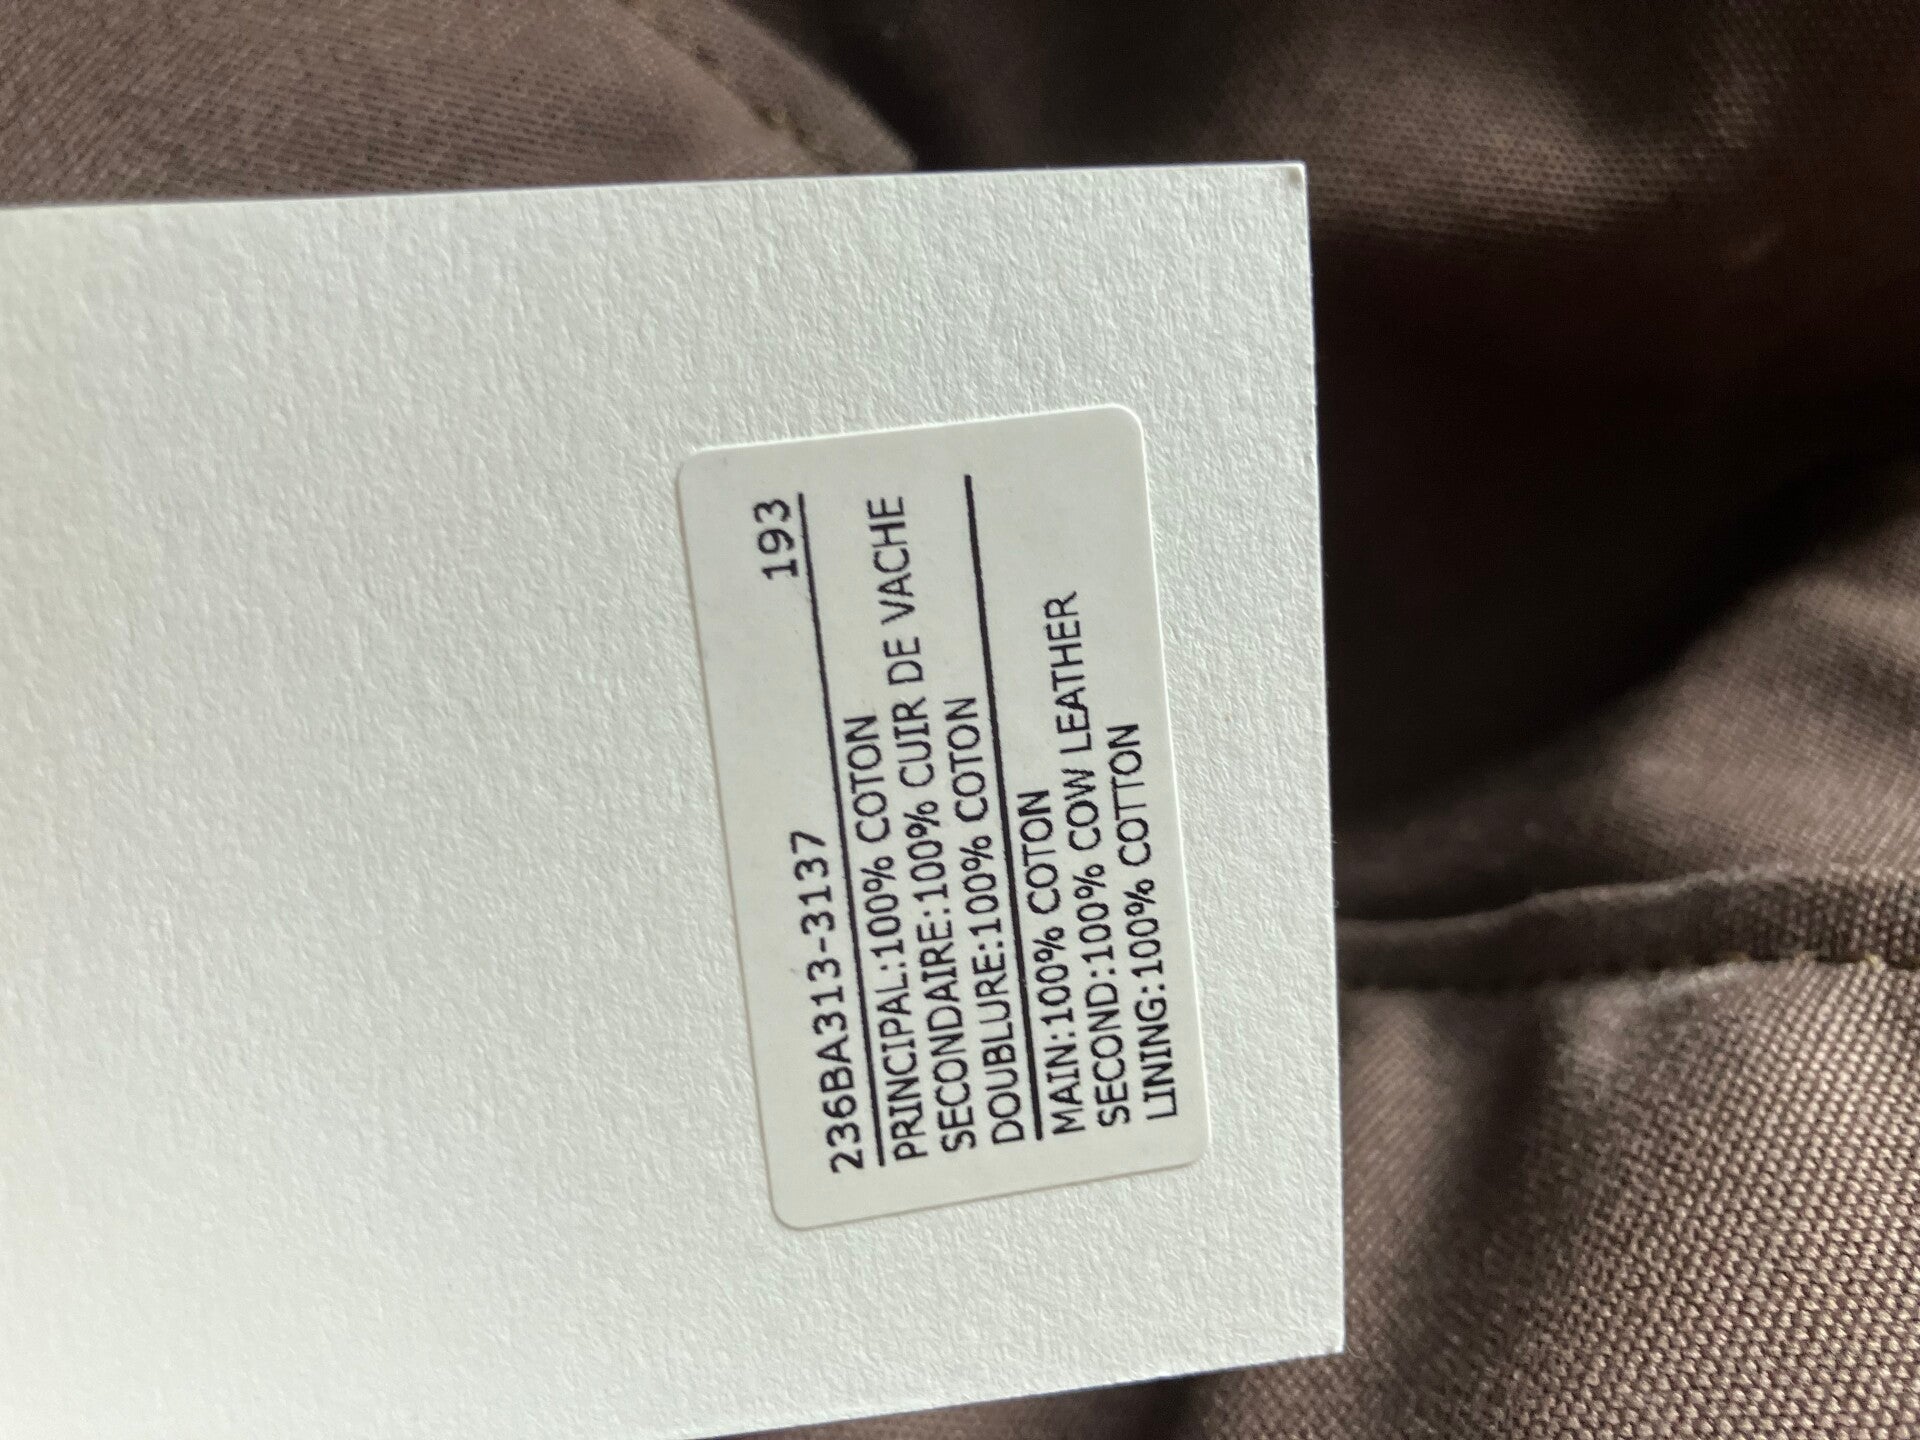 236BA313-3137 193
PRINCIPAL:100% COTON
SECONDAIRE:100% CUIR DE VACHE
DOUBLURE:100% COTON
MAIN:100% COTON
SECOND:100% COW LEATHER
LINING:100% COTTON